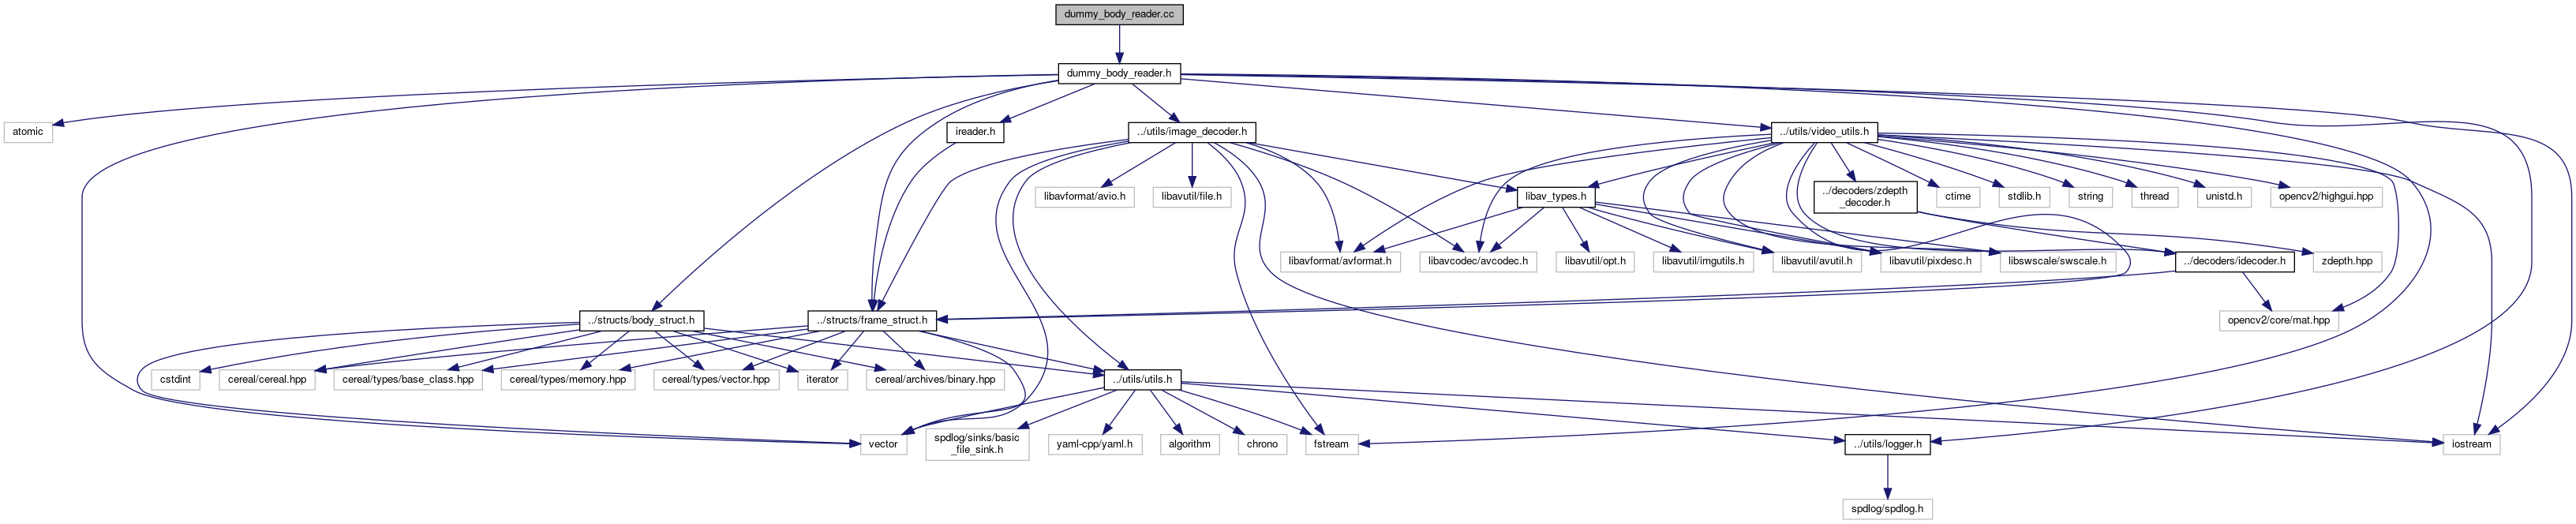 dummy_body_reader.cc
dummy_body_reader.h
atomic
ireader.h
../utils/image_decoder.h
../utils/video_utils.h
libavformat/avio.h
libavutil/file.h
libav_types.h
../decoders/zdepth
_decoder.h
ctime
stdlib.h
string
thread
unistd.h
opencv2/highgui.hpp
libavformat/avformat.h
libavcodec/avcodec.h
libavutil/opt.h
libavutil/imgutils.h
libavutil/avutil.h
libavutil/pixdesc.h
libswscale/swscale.h
../decoders/idecoder.h
zdepth.hpp
../structs/body_struct.h
../structs/frame_struct.h
opencv2/core/mat.hpp
cstdint
cereal/cereal.hpp
cereal/types/base_class.hpp
cereal/types/memory.hpp
cereal/types/vector.hpp
iterator
cereal/archives/binary.hpp
../utils/utils.h
vector
spdlog/sinks/basic
_file_sink.h
yaml-cpp/yaml.h
algorithm
chrono
fstream
../utils/logger.h
iostream
spdlog/spdlog.h